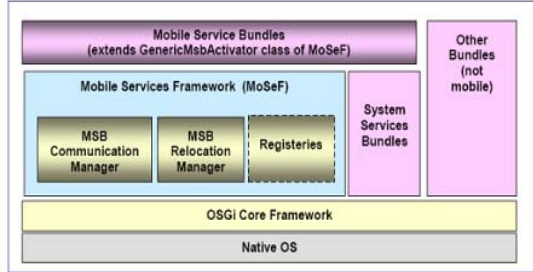 Mobile Service Bundles
(extends GenericMsbActivator class of MoSeF)
Other
Bundles
(not
mobile)
Mobile Services Framework (MoSeF)
MSB
Communication
Manager
MSB
Relocation
Manager
Registeries
System
Services
Bundles
OSGi Core Framework
Native OS